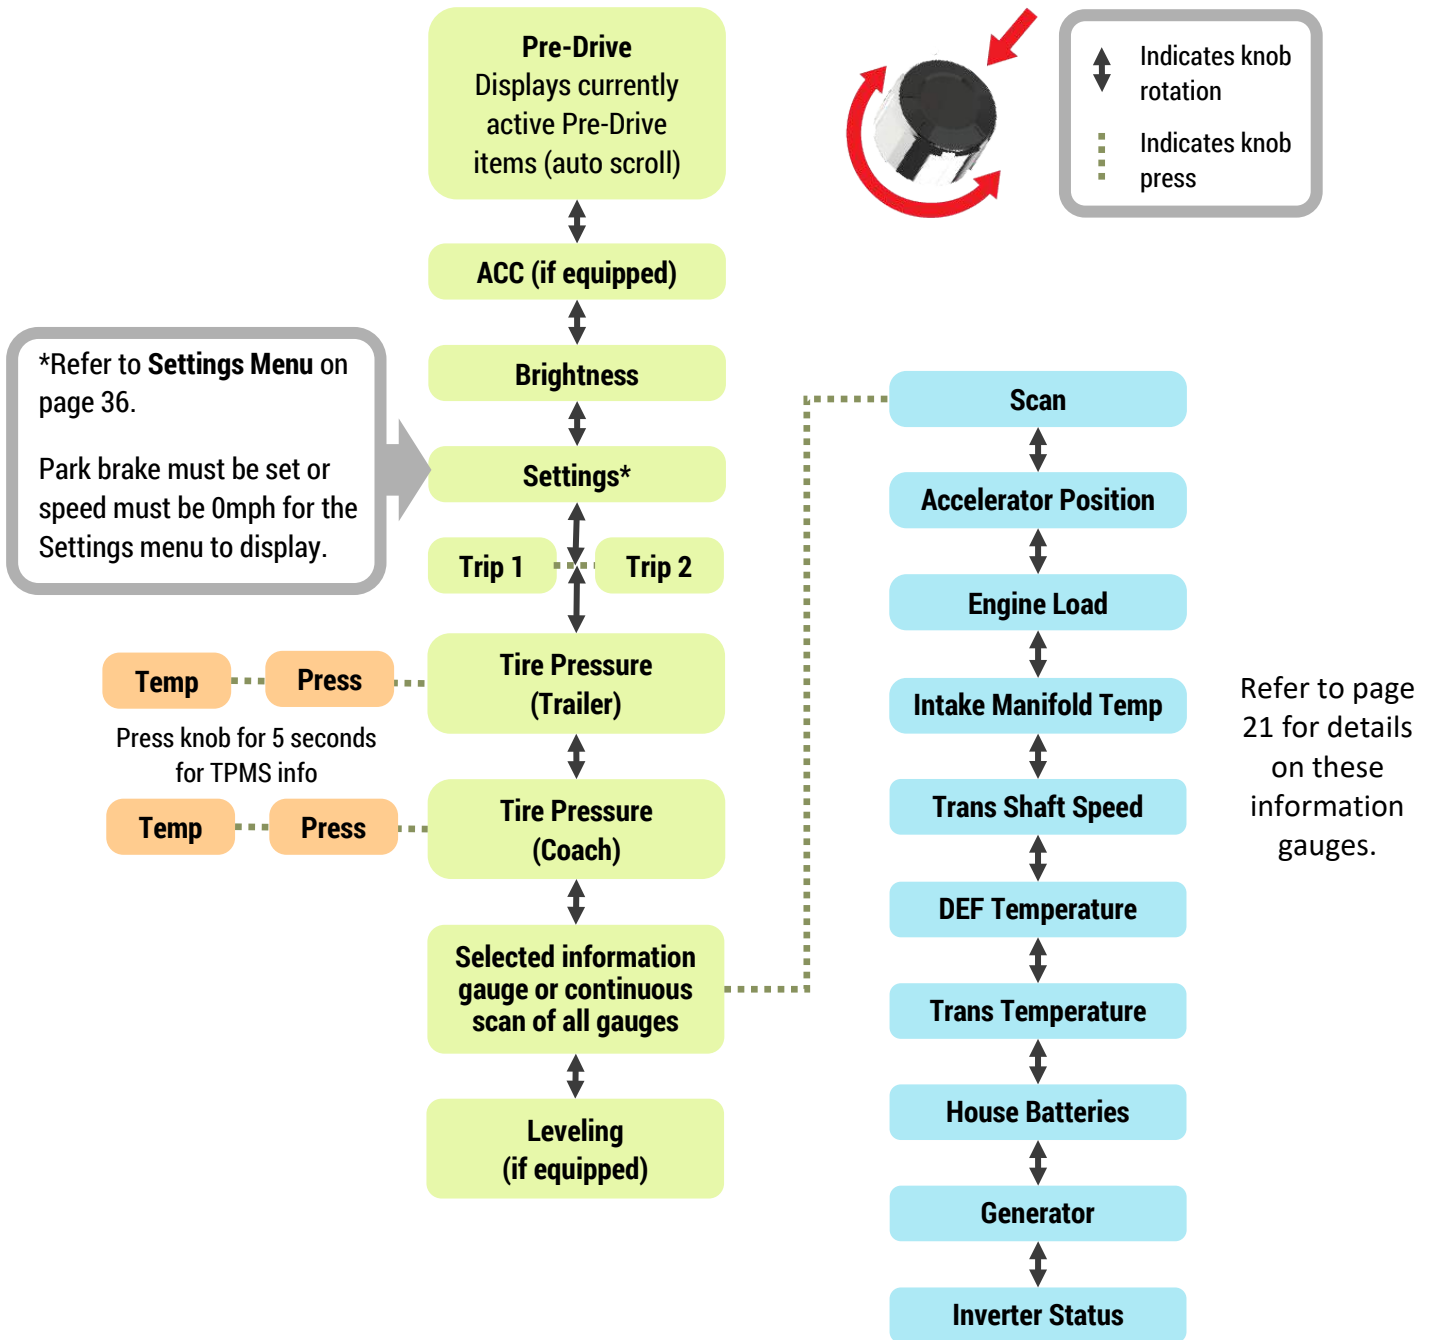 Pre-Drive
Displays currently
active Pre-Drive
items (auto scroll)
Indicates knob
rotation
Indicates knob
press
ACC (if equipped)
Brightness
*Refer to Settings Menu on
page 36.
Park brake must be set or
speed must be 0mph for the
Settings menu to display.
Settings*
Trip 1
Trip 2
Tire Pressure
(Trailer)
Temp
Press
Press knob for 5 seconds
for TPMS info
Temp
Press
Tire Pressure
(Coach)
Selected information
gauge or continuous
scan of all gauges
Leveling
(if equipped)
Scan
Accelerator Position
Engine Load
Intake Manifold Temp
Trans Shaft Speed
DEF Temperature
Trans Temperature
House Batteries
Generator
Inverter Status
Refer to page
21 for details
on these
information
gauges.